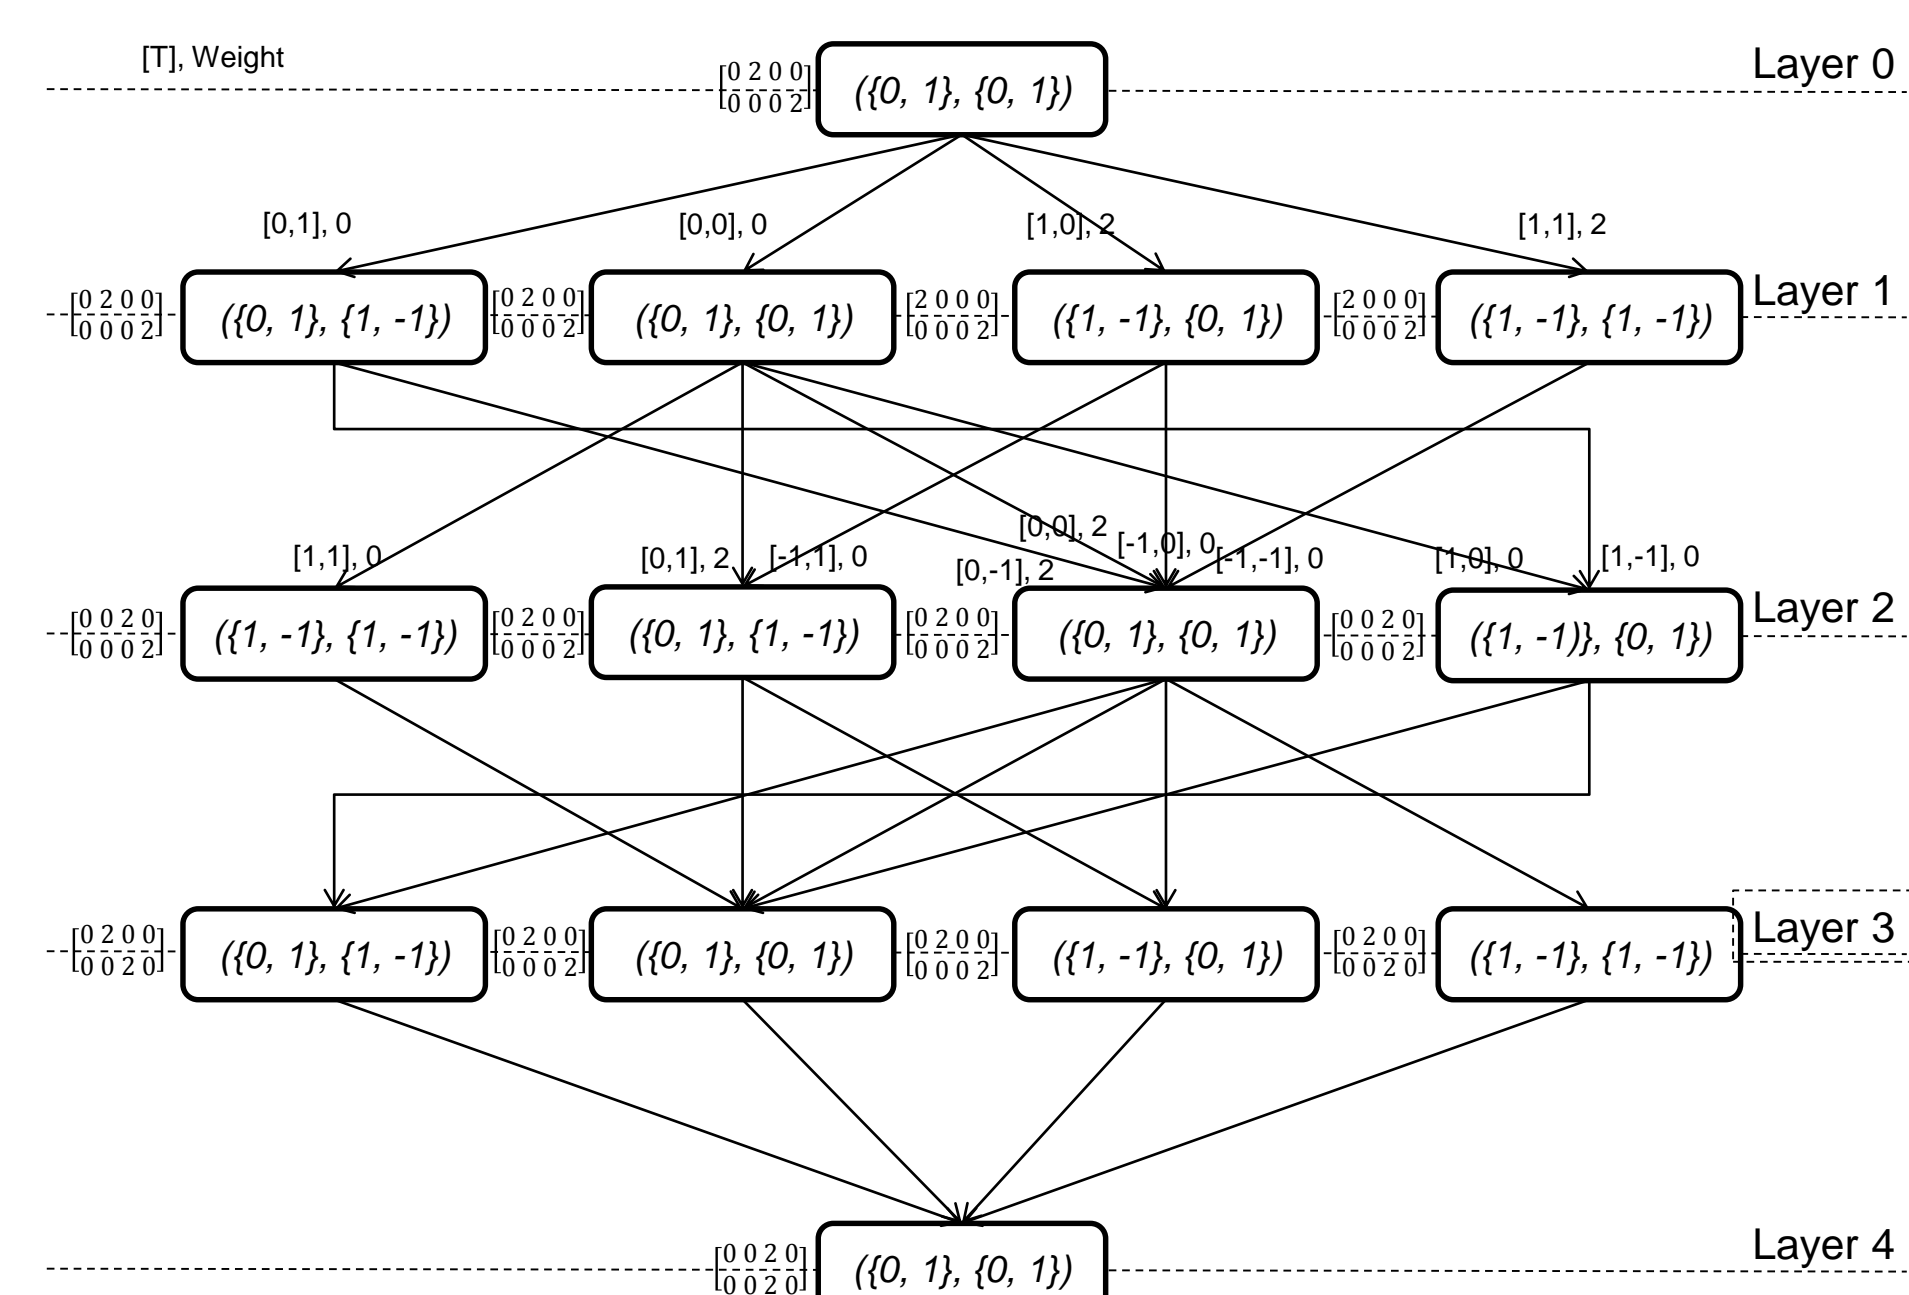 [T], Weight
[0 2 0 0]
[0 0 0 2]
({0, 1}, {0, 1})
Layer 0
[0,1], 0
[0,0], 0
[1,0], 2
[1,1], 2
[0 2 0 0]
[0 0 0 2]
({0, 1}, {1, -1})
[0 2 0 0]
[0 0 0 2]
({0, 1}, {0, 1})
[2 0 0 0]
[0 0 0 2]
({1, -1}, {0, 1})
[2 0 0 0]
[0 0 0 2]
({1, -1}, {1, -1})
Layer 1
[1,1], 0
[0,1], 2
[-1,1], 0
[0,-1], 2
[0,0], 2
[-1,0], 0
[-1,-1], 0
[1,0], 0
[1,-1], 0
[0 0 2 0]
[0 0 0 2]
({1, -1}, {1, -1})
[0 2 0 0]
[0 0 0 2]
({0, 1}, {1, -1})
[0 2 0 0]
[0 0 0 2]
({0, 1}, {0, 1})
[0 0 2 0]
[0 0 0 2]
({1, -1)}, {0, 1})
Layer 2
[0 2 0 0]
[0 0 2 0]
({0, 1}, {1, -1})
[0 2 0 0]
[0 0 0 2]
({0, 1}, {0, 1})
[0 2 0 0]
[0 0 0 2]
({1, -1}, {0, 1})
[0 2 0 0]
[0 0 2 0]
({1, -1}, {1, -1})
Layer 3
[0 0 2 0]
[0 0 2 0]
({0, 1}, {0, 1})
Layer 4